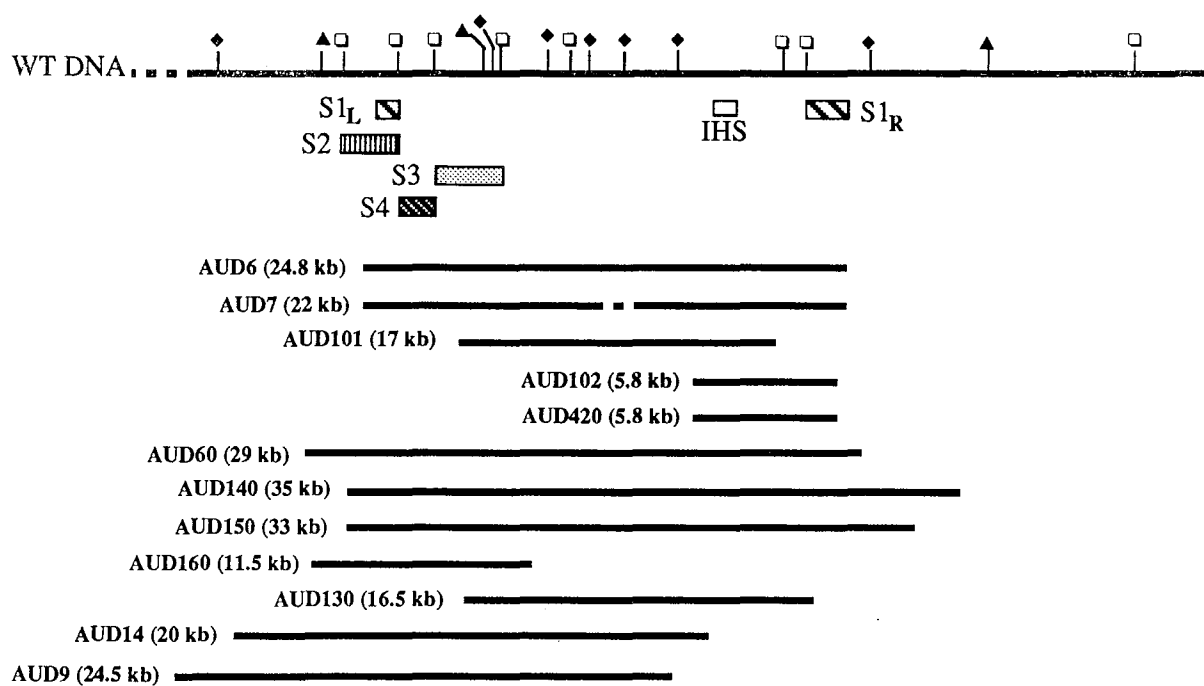 WT DNA
S1L
IHS
S1R
S2
S3
S4
AUD6 (24.8 kb)
AUD7 (22 kb)
AUD101 (17 kb)
AUD102 (5.8 kb)
AUD420 (5.8 kb)
AUD60 (29 kb)
AUD140 (35 kb)
AUD150 (33 kb)
AUD160 (11.5 kb)
AUD130 (16.5 kb)
AUD14 (20 kb)
AUD9 (24.5 kb)